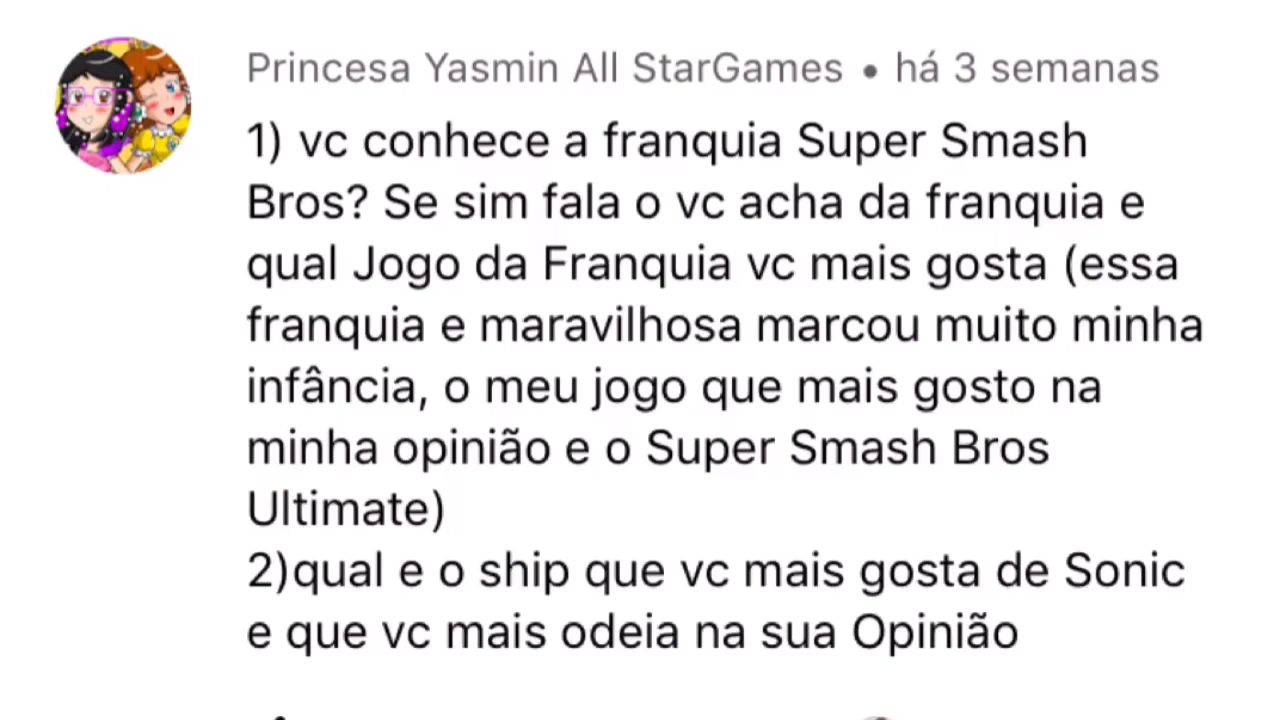 Princesa Yasmin All StarGames • há 3 semanas
1) vc conhece a franquia Super Smash
Bros? Se sim fala o vc acha da franquia e
qual Jogo da Franquia vc mais gosta (essa
franquia e maravilhosa marcou muito minha
infância, o meu jogo que mais gosto na
minha opinião e o Super Smash Bros
Ultimate)
2)qual e o ship que vc mais gosta de Sonic
e que vc mais odeia na sua Opinião